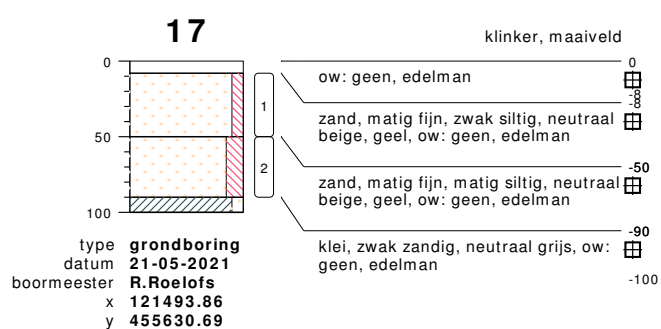 17
klinker, maaiveld
0
0
ow: geen, edelman
-8
-8
1
zand, matig fijn, zwak siltig, neutraal
beige, geel, ow: geen, edelman
50
-50
2
zand, matig fijn, matig siltig, neutraal
beige, geel, ow: geen, edelman
100
-90
klei, zwak zandig, neutraal grijs, ow:
geen, edelman
-100
type grondboring
datum 21-05-2021
boormeester R.Roelofs
x 121493.86
y 455630.69